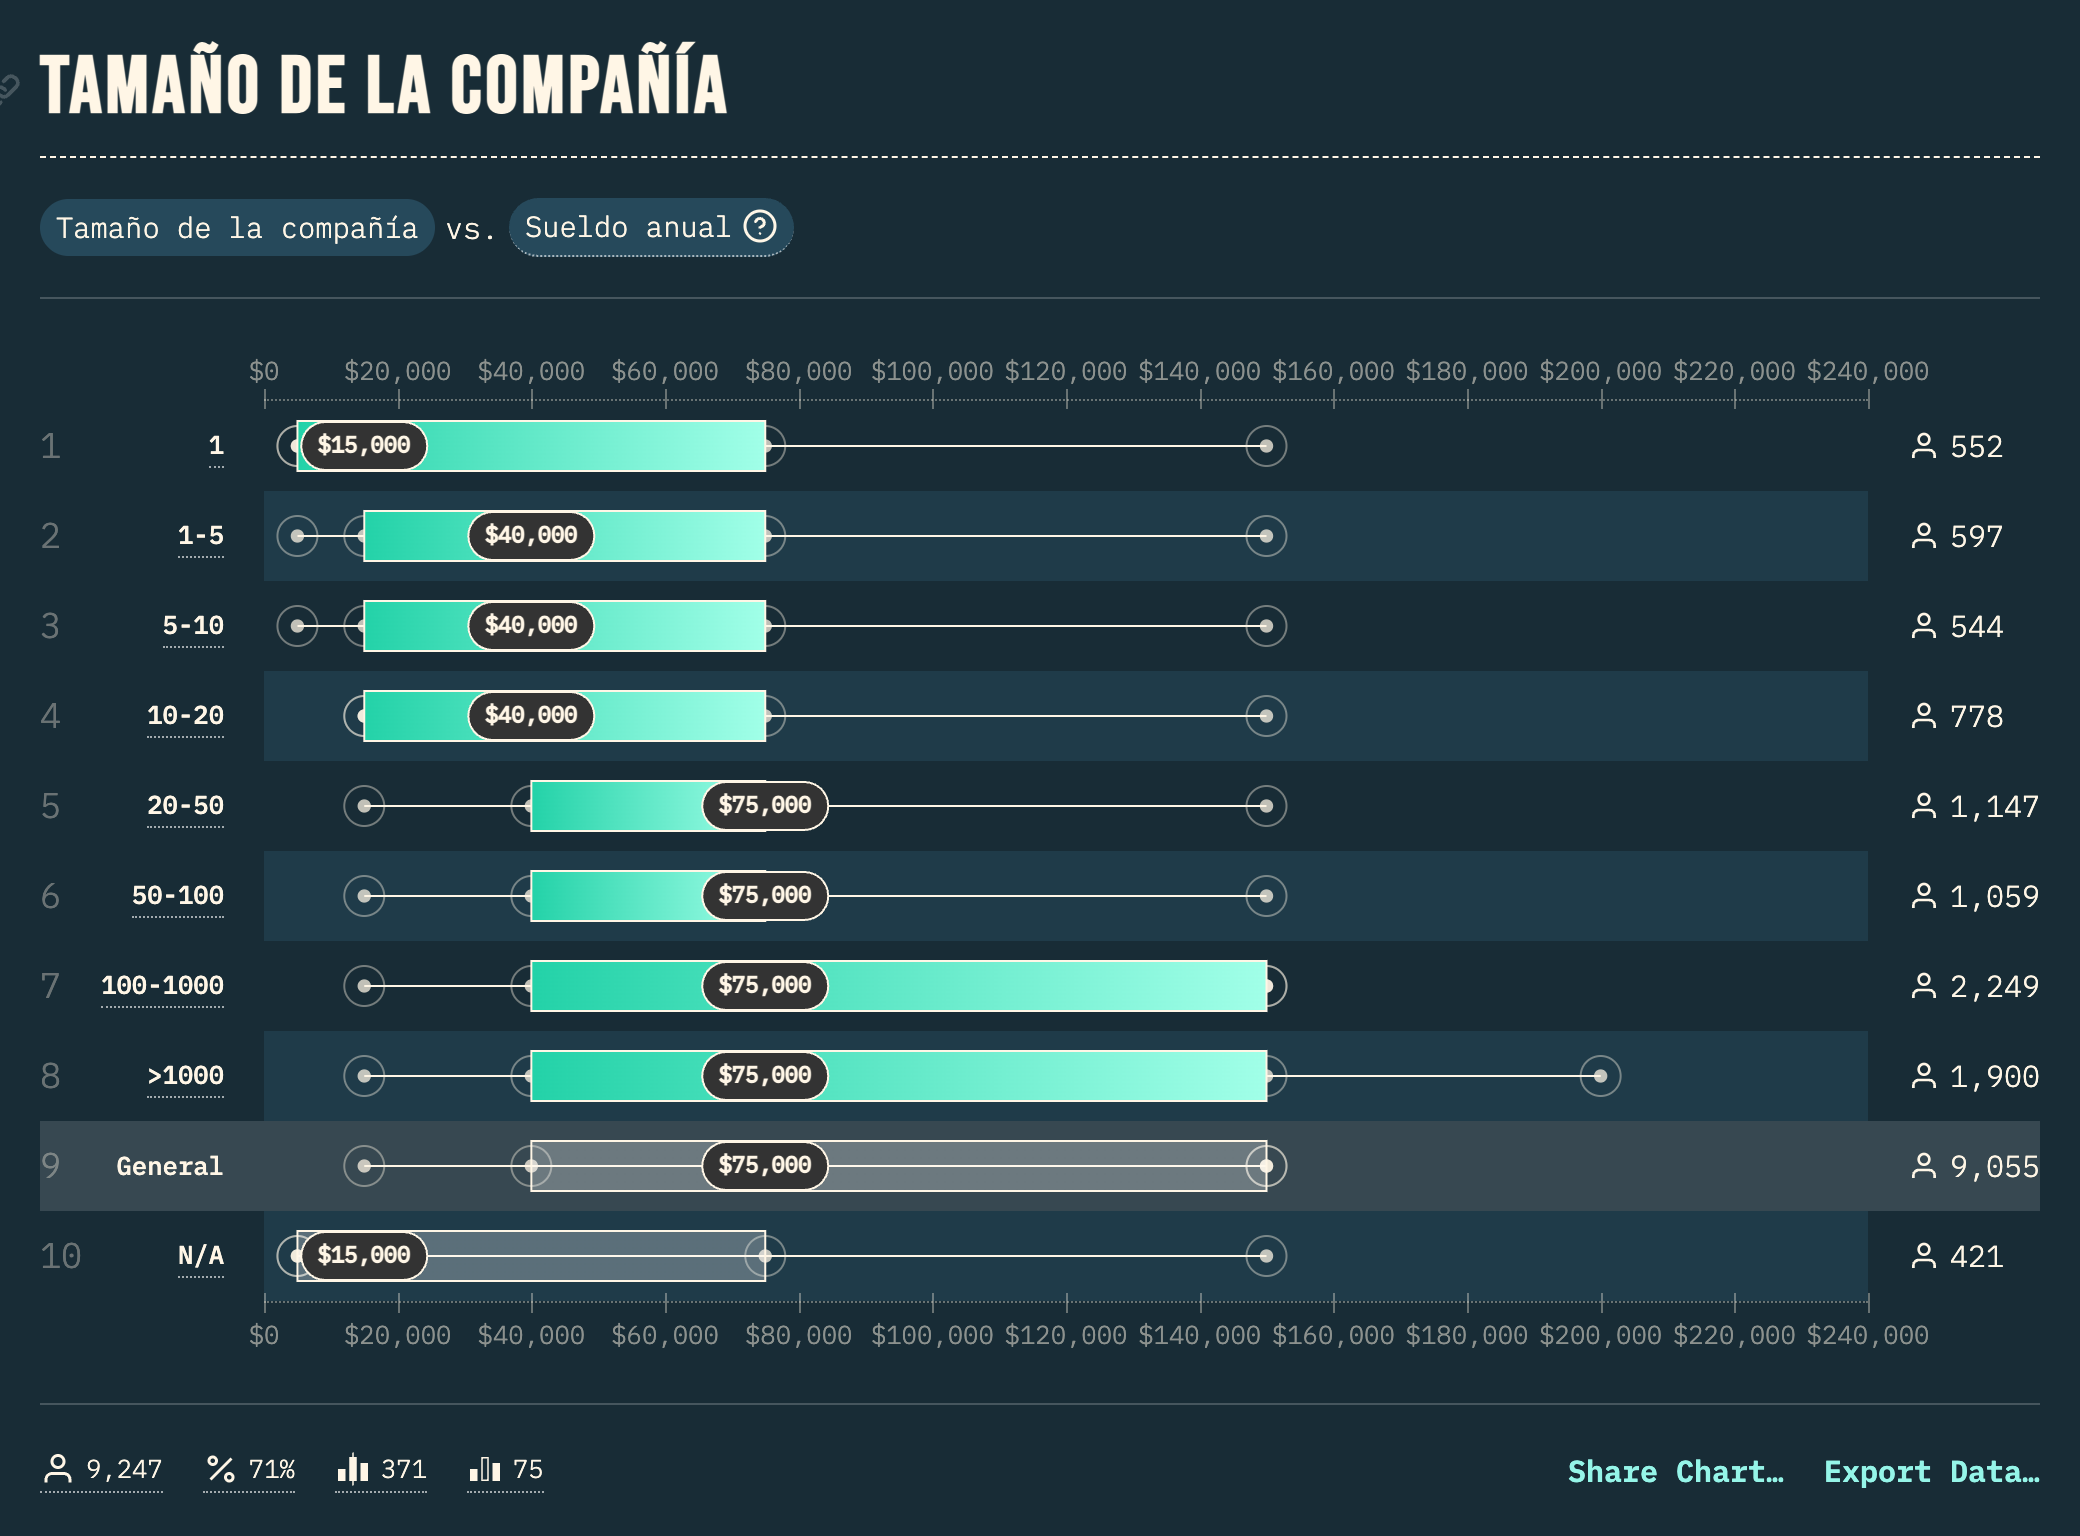 TAMAÑO DE LA COMPAÑÍA
Tamaño de la compañía vs. Sueldo anual ?
$0 $20,000 $40,000 $60,000 $80,000 $100,000 $120,000 $140,000 $160,000 $180,000 $200,000 $220,000 $240,000
1 1 $15,000 552
2 1-5 $40,000 597
3 5-10 $40,000 544
4 10-20 $40,000 778
5 20-50 $75,000 1,147
6 50-100 $75,000 1,059
7 100-1000 $75,000 2,249
8 >1000 $75,000 1,900
9 General $75,000 9,055
10 N/A $15,000 421
$0 $20,000 $40,000 $60,000 $80,000 $100,000 $120,000 $140,000 $160,000 $180,000 $200,000 $220,000 $240,000
9,247 71% 371 75 Share Chart… Export Data…